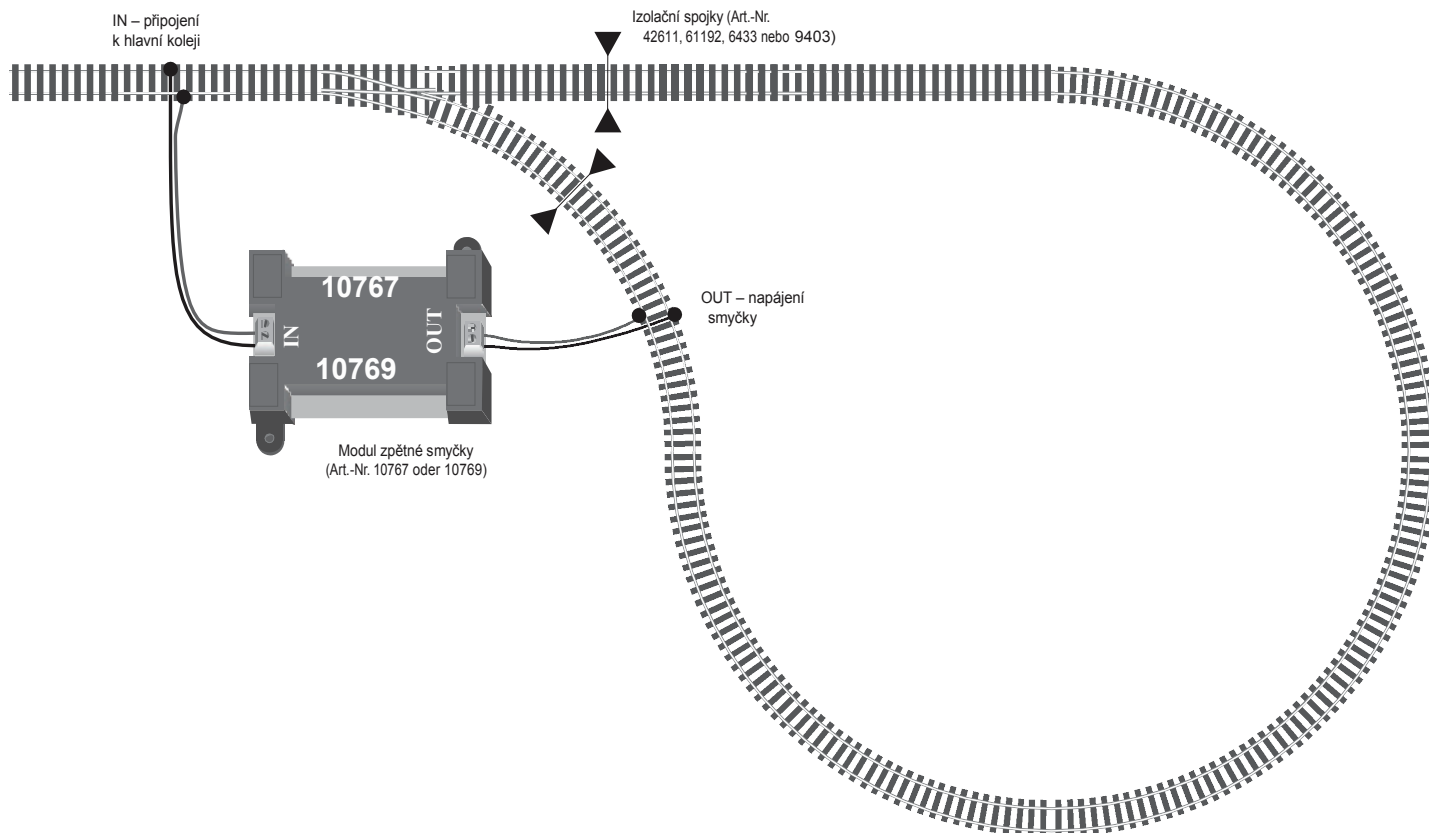 IN – připojení
k hlavní koleji
Izolační spojky (Art.-Nr.
42611, 61192, 6433 nebo 9403)
10767
IN
OUT
10769
OUT – napájení
smyčky
Modul zpětné smyčky
(Art.-Nr. 10767 oder 10769)